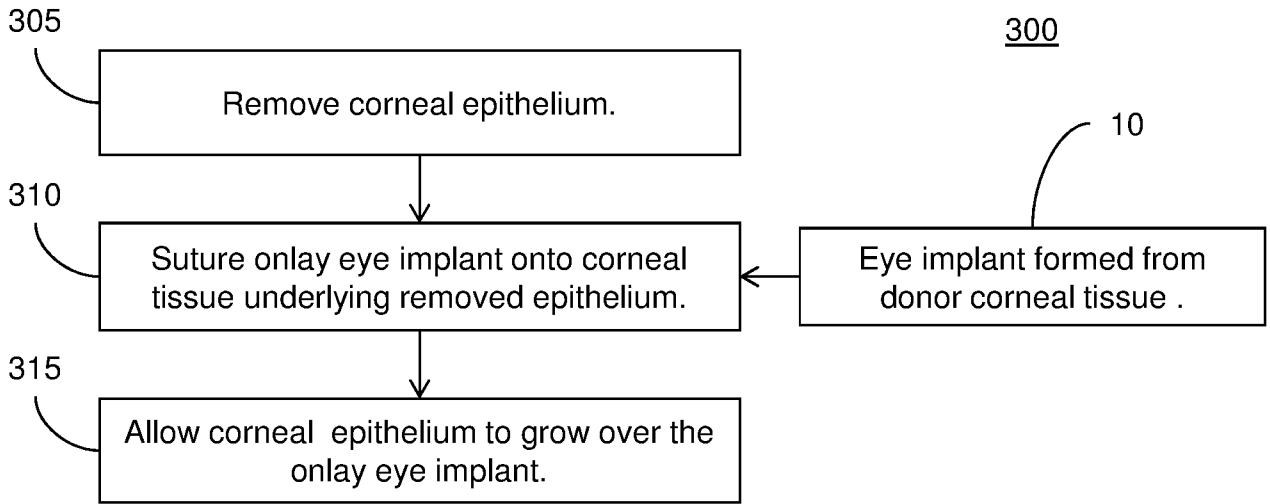 305
300
Remove corneal epithelium.
10
310
Suture onlay eye implant onto corneal
tissue underlying removed epithelium.
Eye implant formed from
donor corneal tissue .
315
Allow corneal  epithelium to grow over the
onlay eye implant.